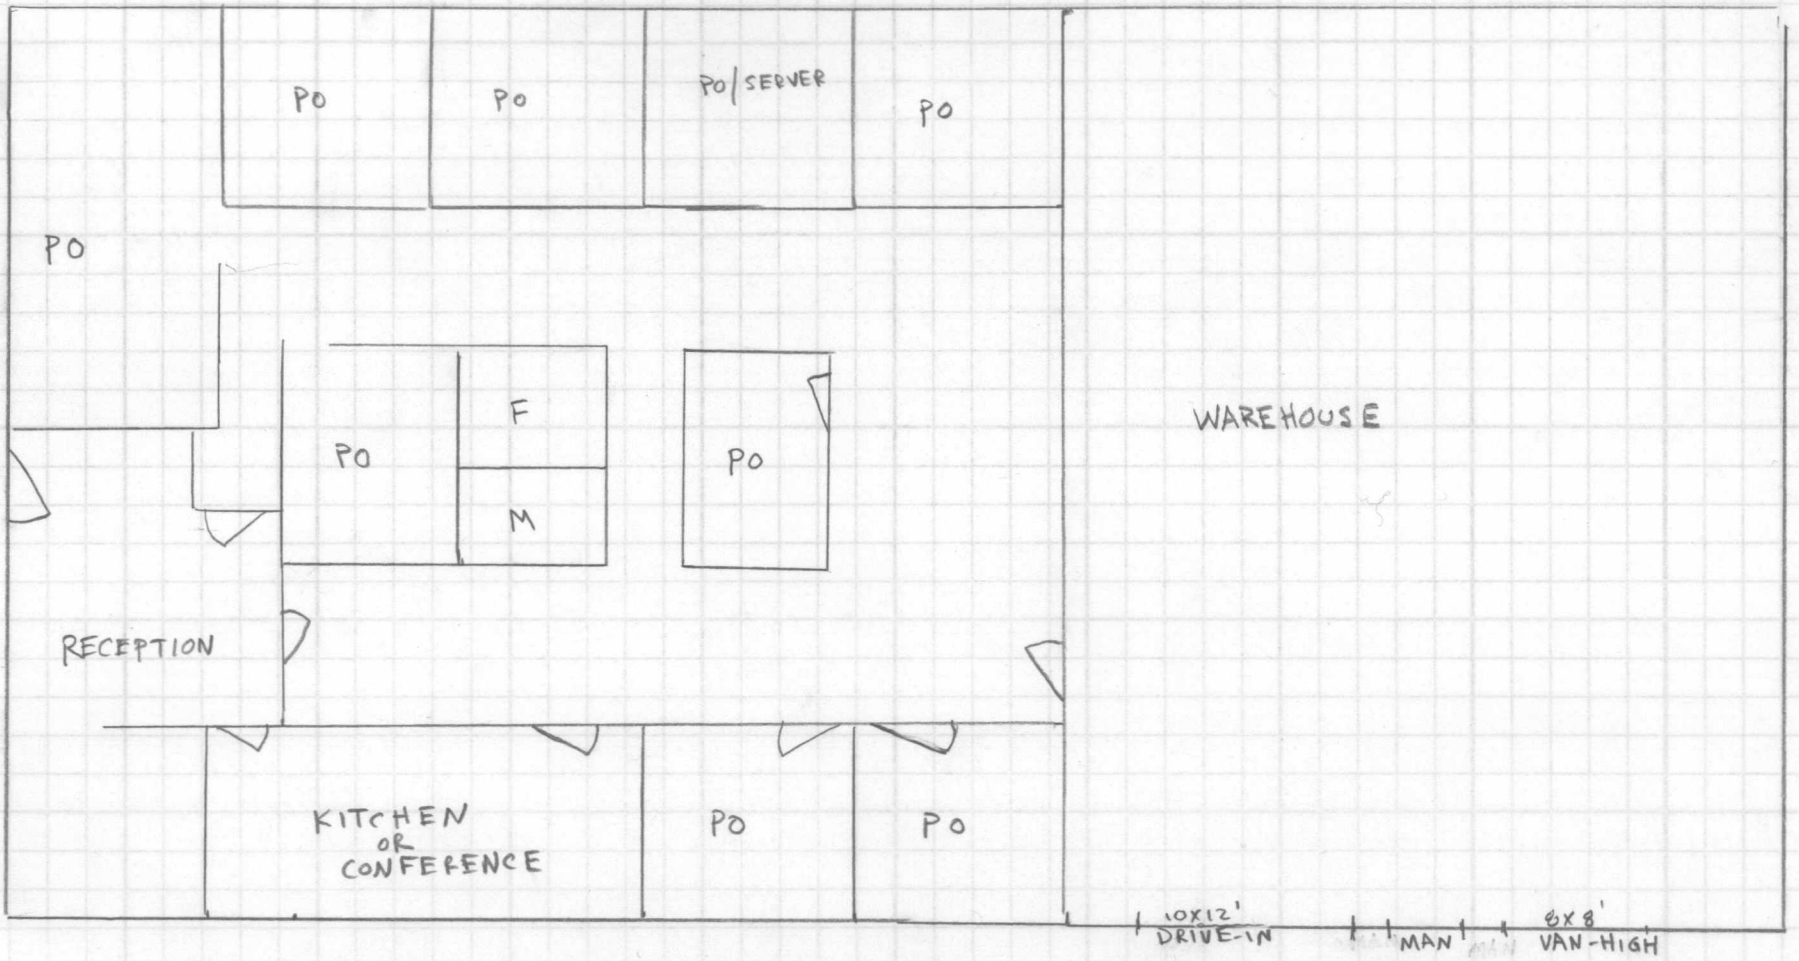 PO
PO
PO/SERVER
PO
PO
F
PO
PO
M
WAREHOUSE
RECEPTION
KITCHEN
OR
CONFERENCE
PO
PO
10X12'
DRIVE-IN
MAN
8X8'
VAN-HIGH